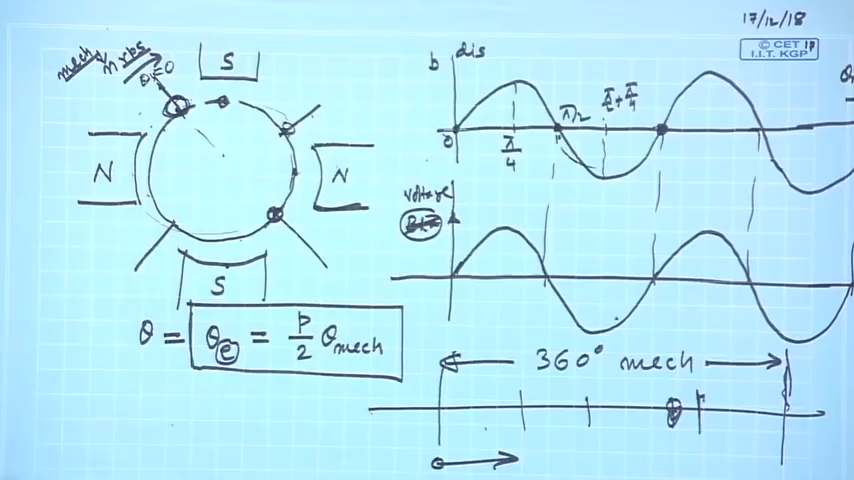 17/12/18
© CET
I.I.T. KGP
mech
n rps
θ=0
S
N
N
S
θ = θe = P/2 θmech
b dis
0
π/4
π/2
π/2 + π/4
voltage
360° mech